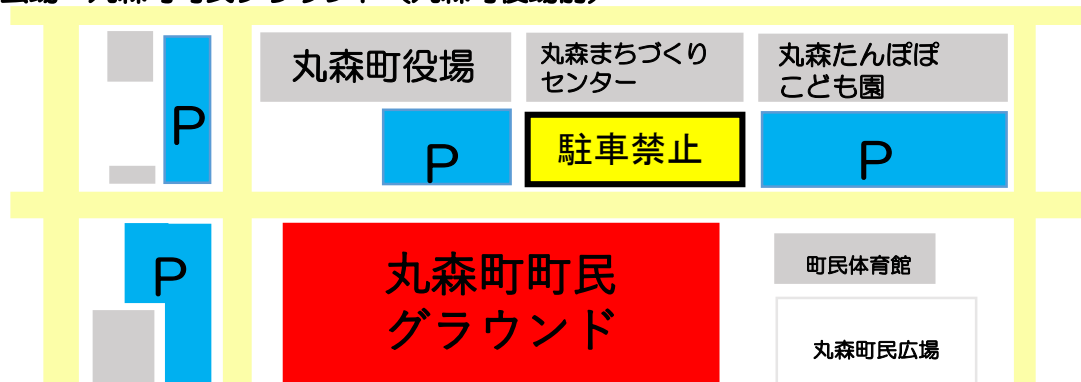 丸森町役場
丸森まちづくり
センター
丸森たんぽぽ
こども園
P
P
駐車禁止
P
P
丸森町町民
グラウンド
町民体育館
丸森町民広場